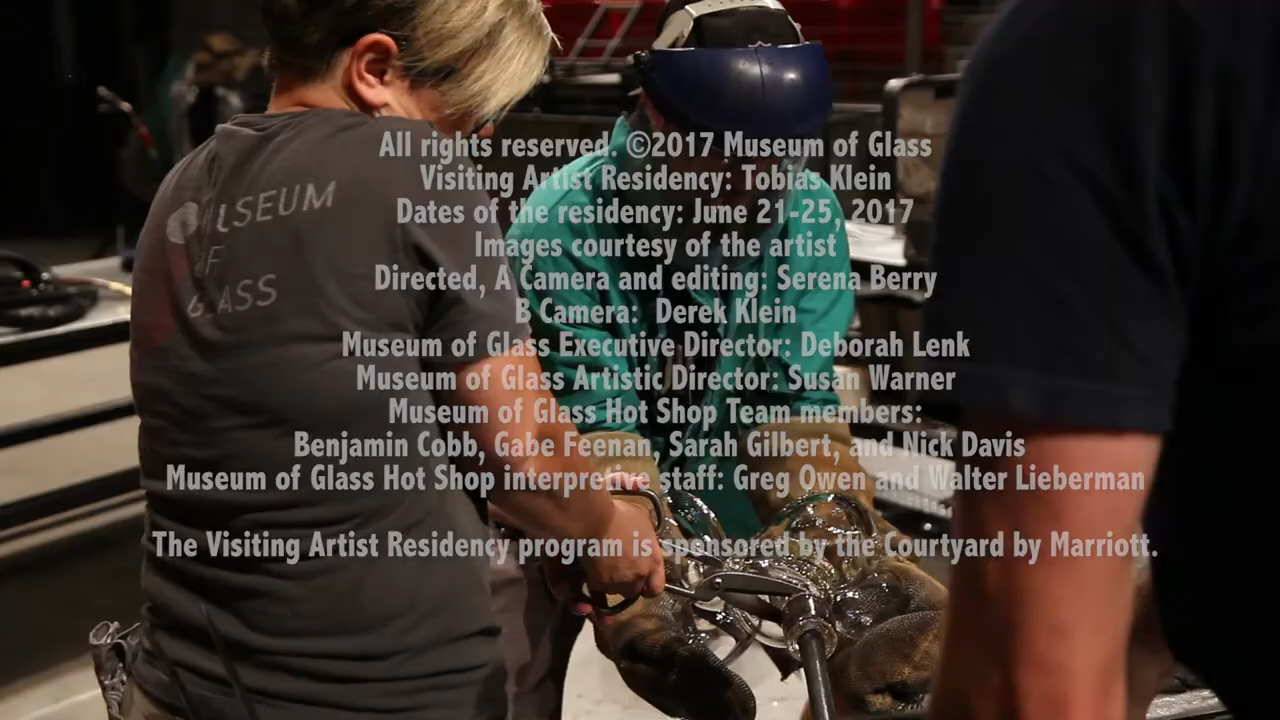 MUSEUM
OF
GLASS
All rights reserved. ©2017 Museum of Glass
Visiting Artist Residency: Tobias Klein
Dates of the residency: June 21-25, 2017
Images courtesy of the artist
Directed, A Camera and editing: Serena Berry
B Camera: Derek Klein
Museum of Glass Executive Director: Deborah Lenk
Museum of Glass Artistic Director: Susan Warner
Museum of Glass Hot Shop Team members:
Benjamin Cobb, Gabe Feenan, Sarah Gilbert, and Nick Davis
Museum of Glass Hot Shop interpretive staff: Greg Owen and Walter Lieberman
The Visiting Artist Residency program is sponsored by the Courtyard by Marriott.